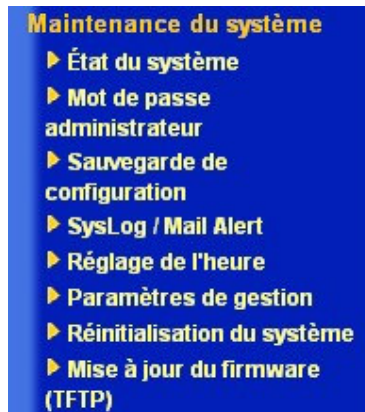 Maintenance du système
État du système
Mot de passe
administrateur
Sauvegarde de
configuration
SysLog / Mail Alert
Réglage de l'heure
Paramètres de gestion
Réinitialisation du système
Mise à jour du firmware
(TFTP)